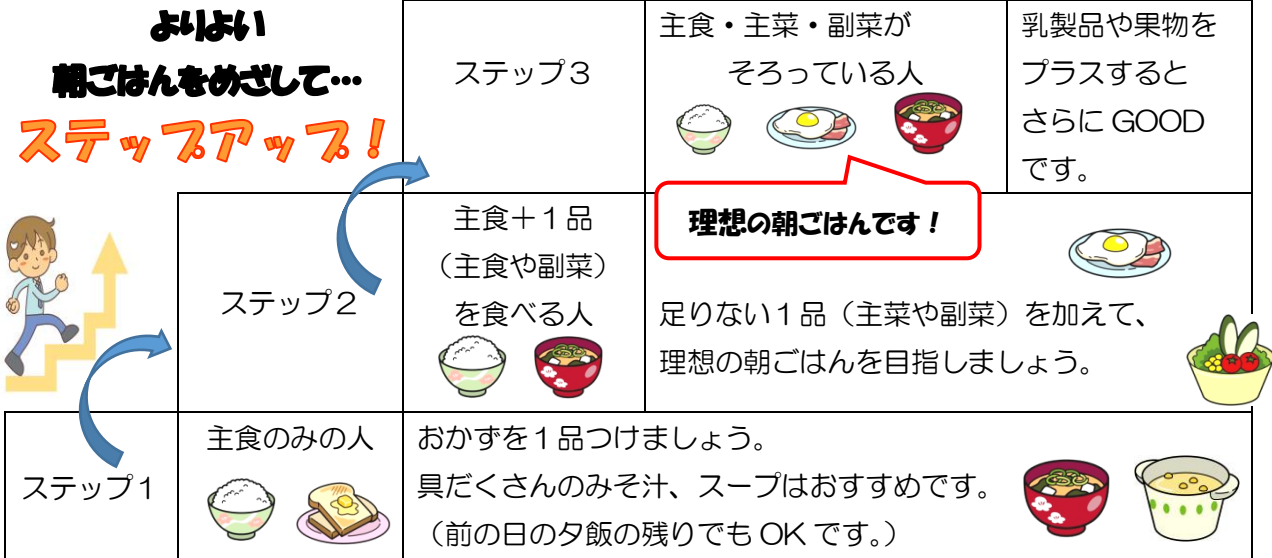 よりよい
朝ごはんをめざして…
ステップアップ！
ステップ３
主食・主菜・副菜が
そろっている人
乳製品や果物を
プラスすると
さらに GOOD
です。
理想の朝ごはんです！
ステップ２
主食＋１品
（主食や副菜）
を食べる人
足りない１品（主菜や副菜）を加えて、
理想の朝ごはんを目指しましょう。
ステップ１
主食のみの人
おかずを１品つけましょう。
具だくさんのみそ汁、スープはおすすめです。
（前の日の夕飯の残りでも OK です。）